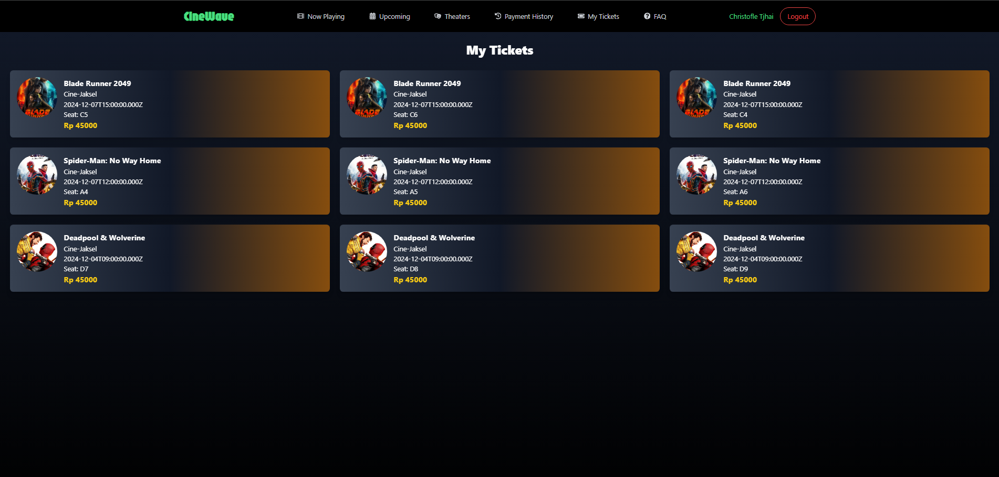 CineWave
Now Playing
Upcoming
Theaters
Payment History
My Tickets
FAQ
Christofle Tjhai
Logout
My Tickets
BLADE
RUNNER
Blade Runner 2049
Cine-Jaksel
2024-12-07T15:00:00.000Z
Seat: C5
Rp 45000
BLADE
RUNNER
Blade Runner 2049
Cine-Jaksel
2024-12-07T15:00:00.000Z
Seat: C6
Rp 45000
BLADE
RUNNER
Blade Runner 2049
Cine-Jaksel
2024-12-07T15:00:00.000Z
Seat: C4
Rp 45000
Spider-Man: No Way Home
Cine-Jaksel
2024-12-07T12:00:00.000Z
Seat: A4
Rp 45000
Spider-Man: No Way Home
Cine-Jaksel
2024-12-07T12:00:00.000Z
Seat: A5
Rp 45000
Spider-Man: No Way Home
Cine-Jaksel
2024-12-07T12:00:00.000Z
Seat: A6
Rp 45000
Deadpool & Wolverine
Cine-Jaksel
2024-12-04T09:00:00.000Z
Seat: D7
Rp 45000
Deadpool & Wolverine
Cine-Jaksel
2024-12-04T09:00:00.000Z
Seat: D8
Rp 45000
Deadpool & Wolverine
Cine-Jaksel
2024-12-04T09:00:00.000Z
Seat: D9
Rp 45000